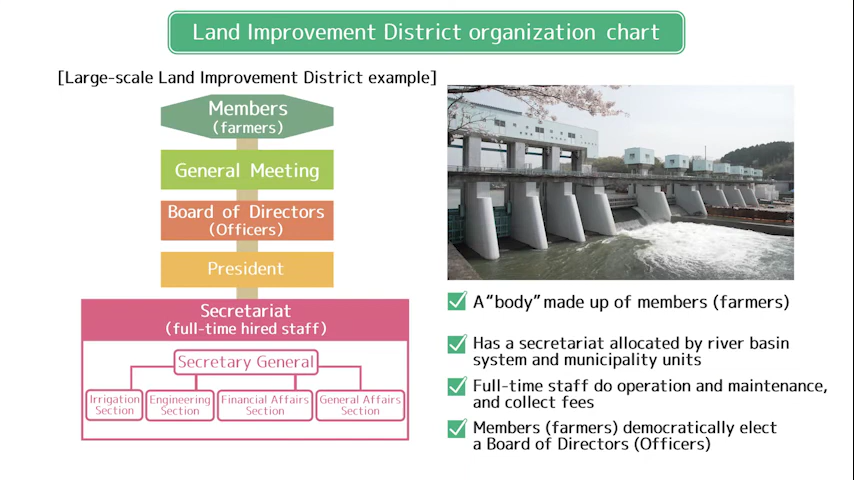 Land Improvement District organization chart
[Large-scale Land Improvement District example]
Members
(farmers)
General Meeting
Board of Directors
(Officers)
President
Secretariat
(full-time hired staff)
Secretary General
Irrigation
Section
Engineering
Section
Financial Affairs
Section
General Affairs
Section
A“body”made up of members (farmers)
Has a secretariat allocated by river basin
system and municipality units
Full-time staff do operation and maintenance,
and collect fees
Members (farmers) democratically elect
a Board of Directors (Officers)